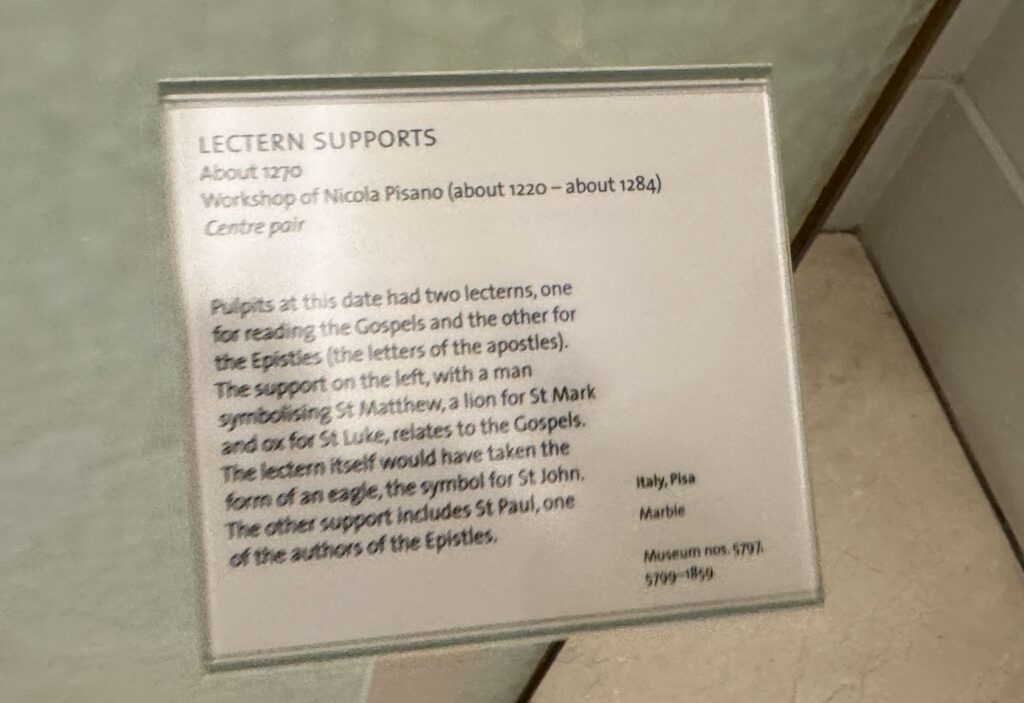 LECTERN SUPPORTS
About 1270
Workshop of Nicola Pisano (about 1220 – about 1284)
Centre pair
Pulpits at this date had two lecterns, one
for reading the Gospels and the other for
the Epistles (the letters of the apostles).
The support on the left, with a man
symbolising St Matthew, a lion for St Mark
and ox for St Luke, relates to the Gospels.
The lectern itself would have taken the
form of an eagle, the symbol for St John.
The other support includes St Paul, one
of the authors of the Epistles.
Italy, Pisa
Marble
Museum nos. 5797,
5799–1859